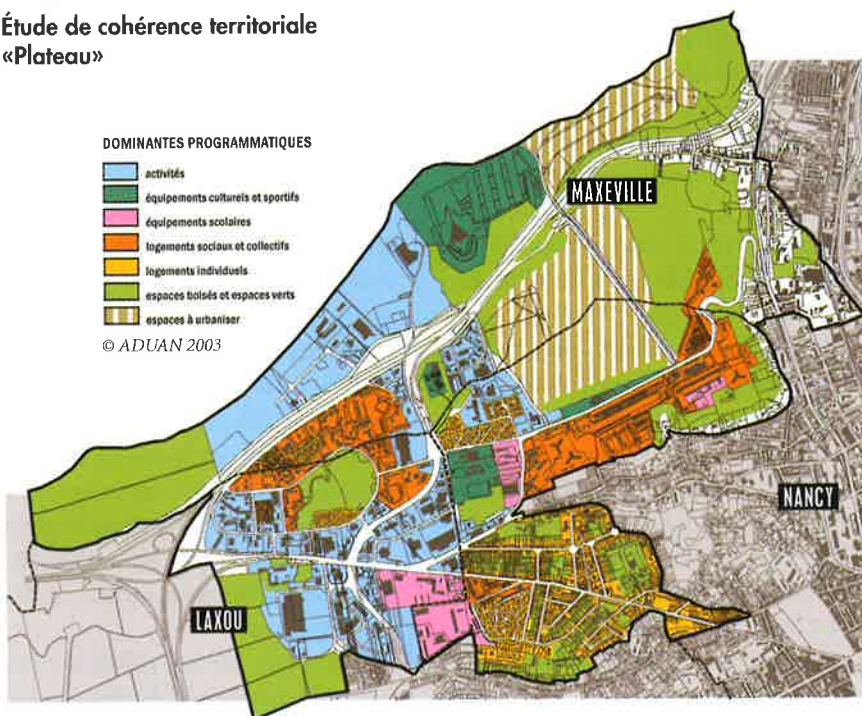 Étude de cohérence territoriale
«Plateau»
DOMINANTES PROGRAMMATIQUES
activités
équipements culturels et sportifs
équipements scolaires
logements sociaux et collectifs
logements individuels
espaces boisés et espaces verts
espaces à urbaniser
© ADUAN 2003
MAXEVILLE
NANCY
LAXOU